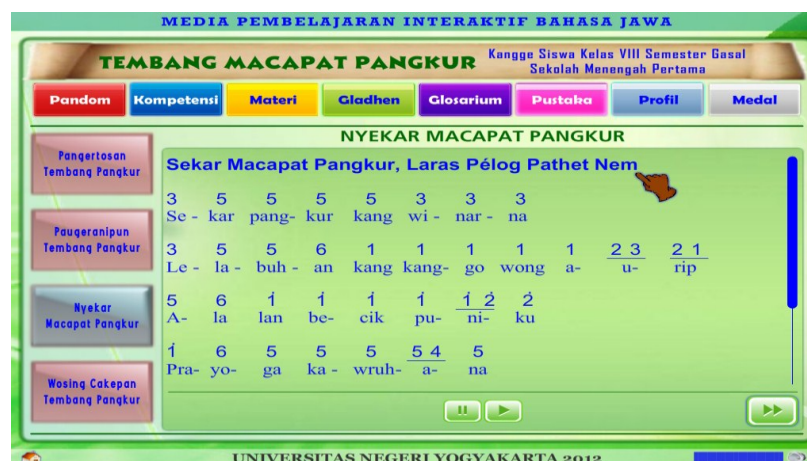 MEDIA PEMBELAJARAN INTERAKTIF BAHASA JAWA
TEMBANG MACAPAT PANGKUR
Kangge Siswa Kelas VIII Semester Gasal
Sekolah Menengah Pertama
Pandom Kompetensi Materi Gladhen Glosarium Pustaka Profil Medal
Pangertosan
Tembang Pangkur
Paugeranipun
Tembang Pangkur
Nyekar
Macapat Pangkur
Wosing Cakepan
Tembang Pangkur
NYEKAR MACAPAT PANGKUR
Sekar Macapat Pangkur, Laras Pélog Pathet Nem
3 5 5 5 5 3 3 3
Se - kar pang- kur kang wi - nar - na
3 5 5 6 1 1 1 1 1 2 3 2 1
Le - la - buh - an kang kang- go wong a- u- rip
5 6 1̇ 1̇ 1̇ 1̇ 1̇ 2̇ 2̇
A- la lan be- cik pu- ni- ku
1̇ 6 5 5 5 5 4 5
Pra- yo- ga ka - wruh- a- na
UNIVERSITAS NEGERI YOGYAKARTA 2012